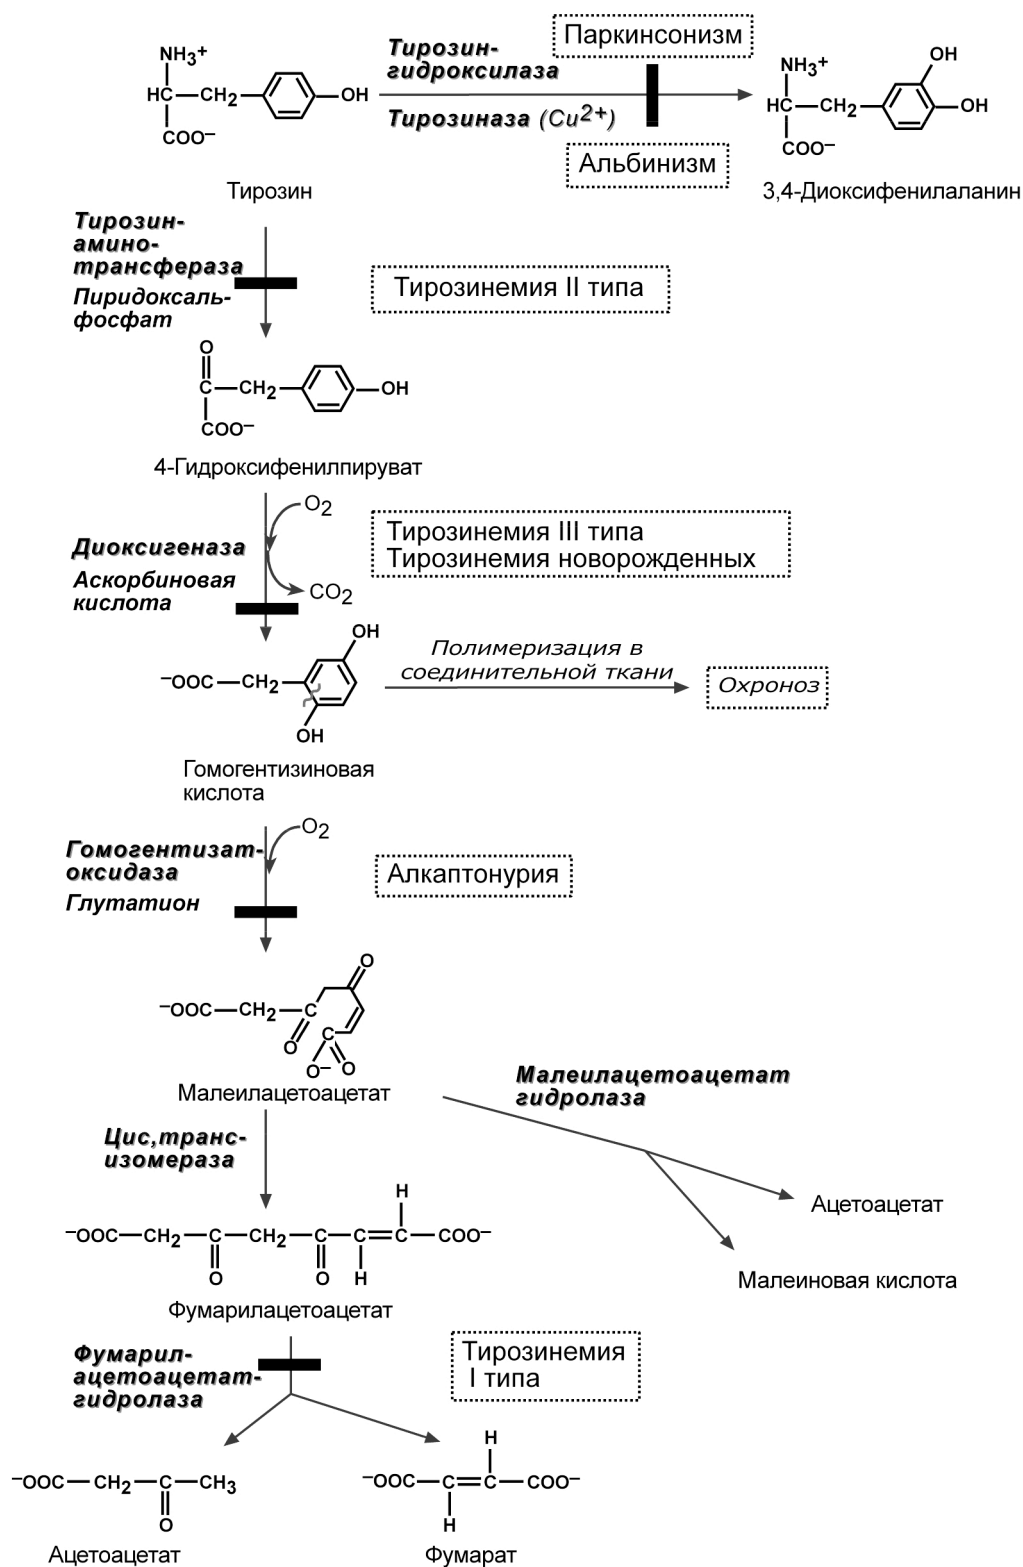 Тирозин-
гидроксилаза
Паркинсонизм
NH3+
HC—CH2—OH
COO–
Тирозиназа (Cu2+)
Альбинизм
NH3+
OH
HC—CH2—OH
COO–
Тирозин
3,4-Диоксифенилаланин
Тирозин-
амино-
трансфераза
Пиридоксаль-
фосфат
Тирозинемия II типа
O
C—CH2—OH
COO–
4-Гидроксифенилпируват
O2
Диоксигеназа
Аскорбиновая
кислота
CO2
Тирозинемия III типа
Тирозинемия новорожденных
OH
–OOC—CH2
OH
Полимеризация в
соединительной ткани
Охроноз
Гомогентизиновая
кислота
O2
Гомогентизат-
оксидаза
Глутатион
Алкаптонурия
O
–OOC—CH2—C
O
C
O–
O
Малеилацетоацетат
Малеилацетоацетат
гидролаза
Цис,транс-
изомераза
Ацетоацетат
Малеиновая кислота
H
–OOC—CH2—C—CH2—C—C=C—COO–
O
O
H
Фумарилацетоацетат
Фумарил-
ацетоацетат-
гидролаза
Тирозинемия
I типа
–OOC—CH2—C—CH3
O
Ацетоацетат
H
–OOC—C=C—COO–
H
Фумарат